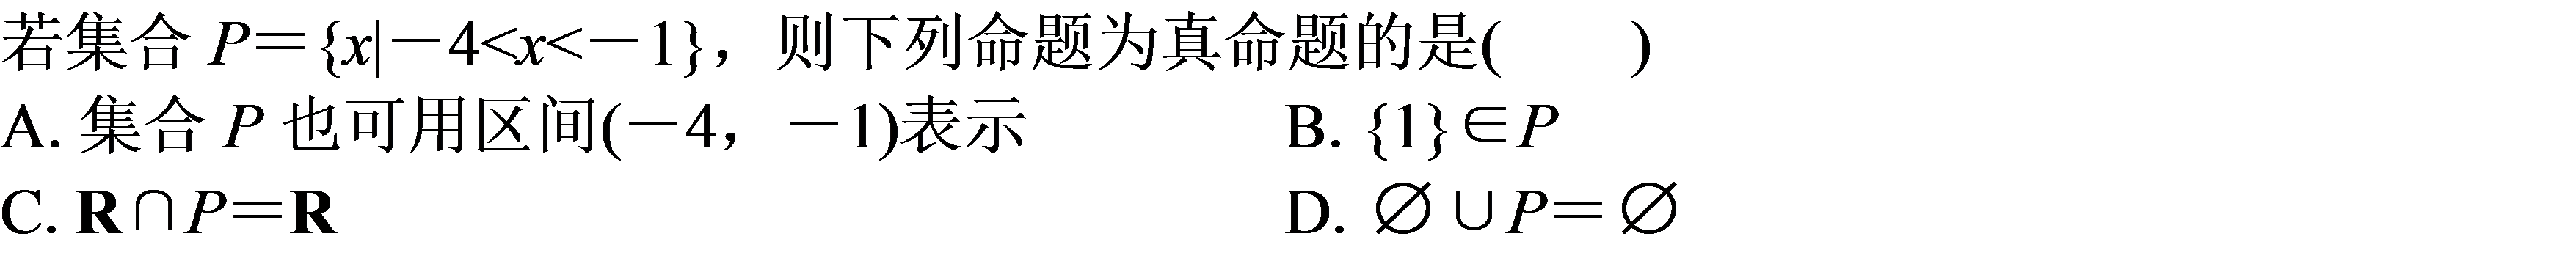 若集合 P＝{x|－4<x<－1}，则下列命题为真命题的是(　　)
A. 集合 P 也可用区间(－4，－1)表示　　B. {1}∈P
C. R∩P＝R　　D. ∅∪P＝∅